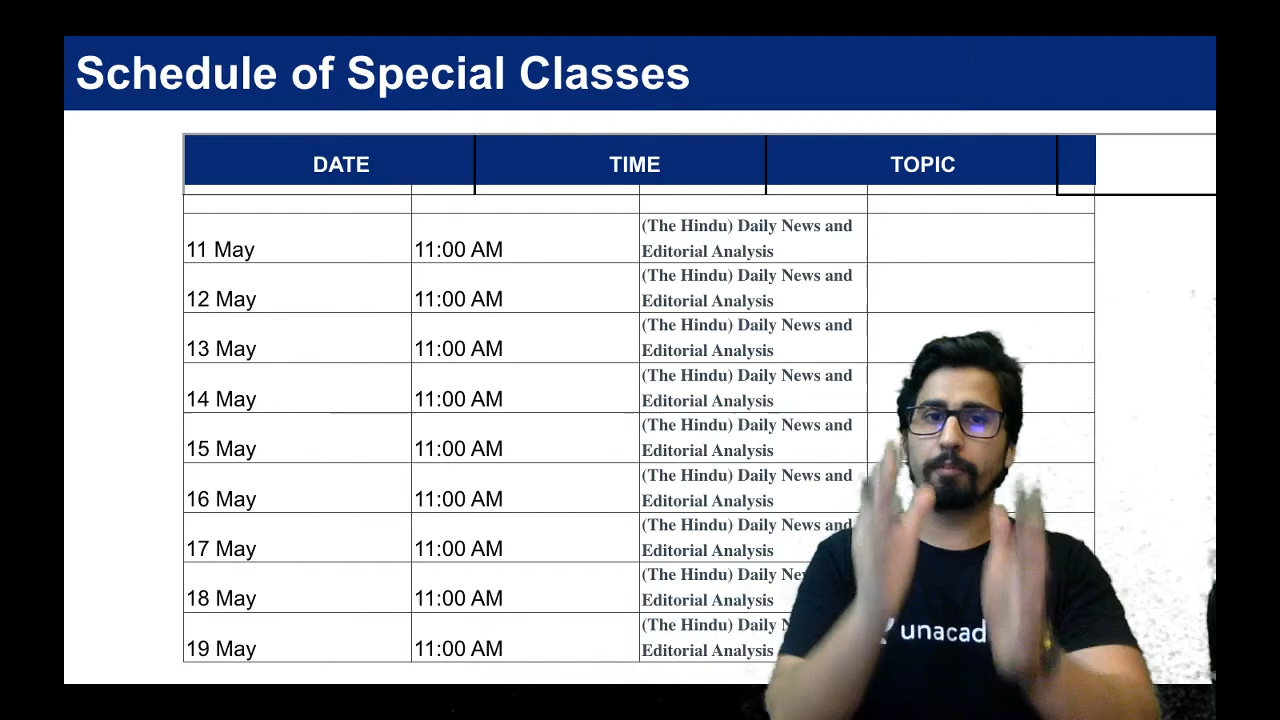 Schedule of Special Classes
DATE TIME TOPIC
(The Hindu) Daily News and
11 May 11:00 AM Editorial Analysis
(The Hindu) Daily News and
12 May 11:00 AM Editorial Analysis
(The Hindu) Daily News and
13 May 11:00 AM Editorial Analysis
(The Hindu) Daily News and
14 May 11:00 AM Editorial Analysis
(The Hindu) Daily News and
15 May 11:00 AM Editorial Analysis
(The Hindu) Daily News and
16 May 11:00 AM Editorial Analysis
(The Hindu) Daily News and
17 May 11:00 AM Editorial Analysis
(The Hindu) Daily
18 May 11:00 AM Editorial Analysis
(The Hindu) Daily
19 May 11:00 AM Editorial Analysis
unacad